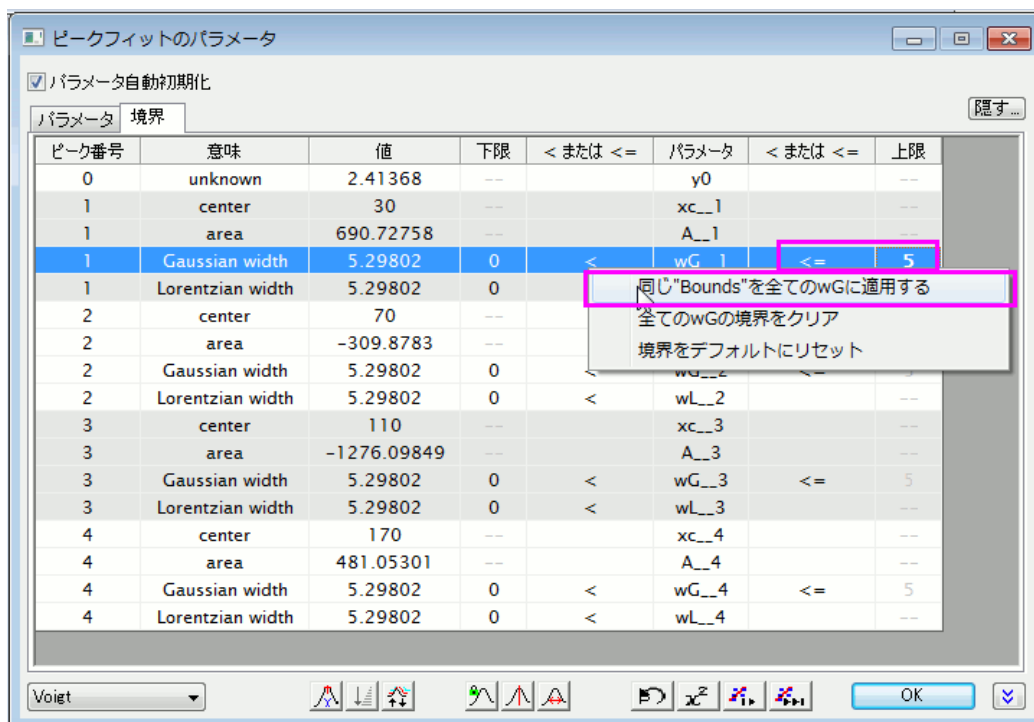 ピークフィットのパラメータ
パラメータ自動初期化
パラメータ 境界 隠す...
ピーク番号 意味 値 下限 < または <= パラメータ < または <= 上限
0 unknown 2.41368 -- y0 --
1 center 30 -- xc__1 --
1 area 690.72758 -- A__1 --
1 Gaussian width 5.29802 0 < wG__1 <= 5
1 Lorentzian width 5.29802 0
同じ"Bounds"を全てのwGに適用する
2 center 70 --
全てのwGの境界をクリア
2 area -309.8783 --
境界をデフォルトにリセット
2 Gaussian width 5.29802 0 < wG__2 <= 5
2 Lorentzian width 5.29802 0 < wL__2 --
3 center 110 -- xc__3 --
3 area -1276.09849 -- A__3 --
3 Gaussian width 5.29802 0 < wG__3 <= 5
3 Lorentzian width 5.29802 0 < wL__3 --
4 center 170 -- xc__4 --
4 area 481.05301 -- A__4 --
4 Gaussian width 5.29802 0 < wG__4 <= 5
4 Lorentzian width 5.29802 0 < wL__4 --
Voigt χ² OK